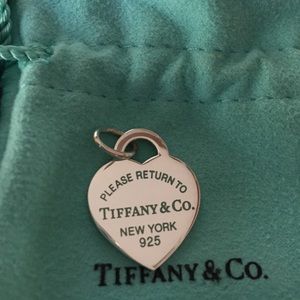 PLEASE RETURN TO
TIFFANY & CO.
NEW YORK
925
TIFFANY & CO.